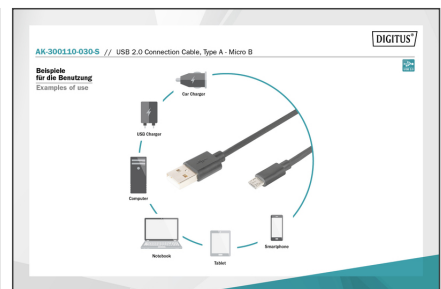 DIGITUS®
AK-300110-030-S // USB 2.0 Connection Cable, Type A - Micro B
Beispiele
für die Benutzung
Examples of use
Car Charger
USB Charger
Computer
Notebook
Tablet
Smartphone